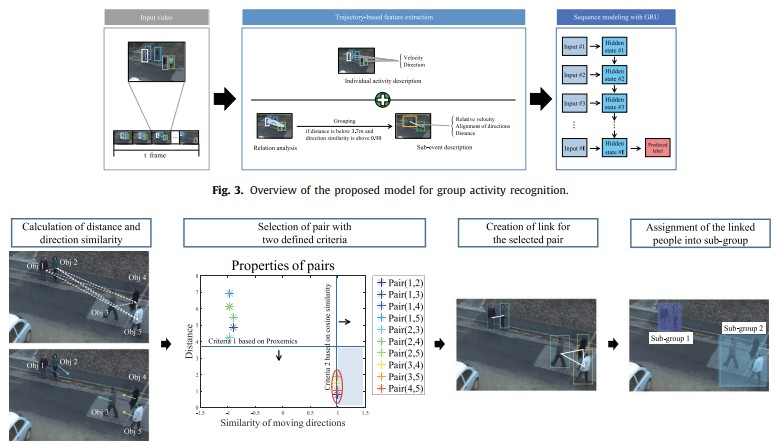 Input video
Trajectory-based feature extraction
Sequence modeling with GRU
Velocity
Direction
Individual activity description
Grouping
if distance is below 3.7m and
direction similarity is above 0.98
Relation analysis
Relative velocity
Alignment of directions
Distance
Sub-event description
t frame
Input #1
Hidden
state #1
Input #2
Hidden
state #2
Input #3
Hidden
state #3
Input #t
Hidden
state #t
Predicted
label
Fig. 3. Overview of the proposed model for group activity recognition.
Calculation of distance and
direction similarity
Obj 1
Obj 2
Obj 4
Obj 3
Obj 5
Obj 1
Obj 2
Obj 4
Obj 3
Obj 5
Selection of pair with
two defined criteria
Properties of pairs
Distance
8
7
6
5
4
3
2
1
0
-1.5
-1
-0.5
0
0.5
1
1.5
Similarity of moving directions
Criteria 1 based on Proxemics
Criteria 2 based on cosine similarity
Pair(1,2)
Pair(1,3)
Pair(1,4)
Pair(1,5)
Pair(2,3)
Pair(2,4)
Pair(2,5)
Pair(3,4)
Pair(3,5)
Pair(4,5)
Creation of link for
the selected pair
Assignment of the linked
people into sub-group
Sub-group 1
Sub-group 2